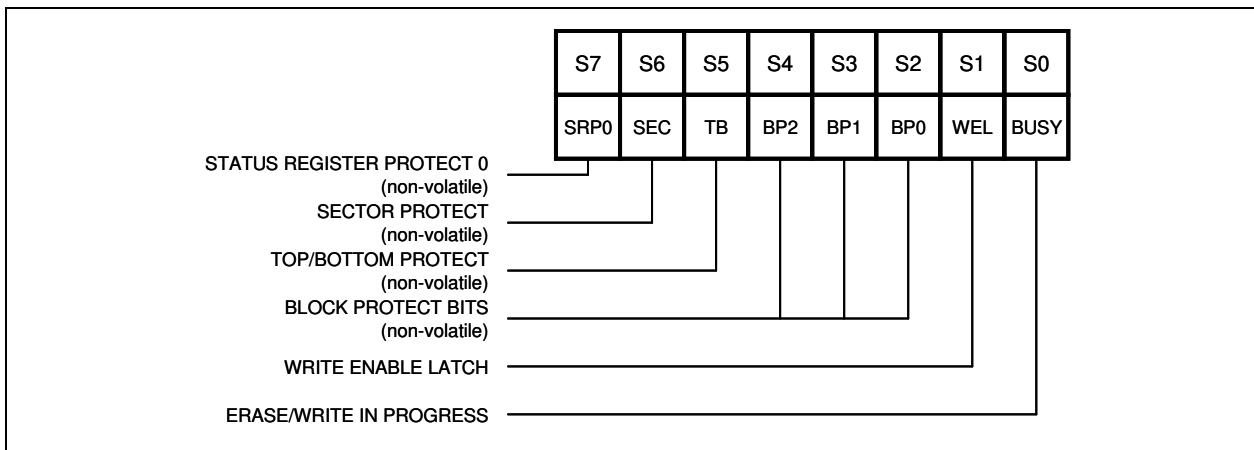 S7 S6 S5 S4 S3 S2 S1 S0
SRP0 SEC TB BP2 BP1 BP0 WEL BUSY
STATUS REGISTER PROTECT 0
(non-volatile)
SECTOR PROTECT
(non-volatile)
TOP/BOTTOM PROTECT
(non-volatile)
BLOCK PROTECT BITS
(non-volatile)
WRITE ENABLE LATCH
ERASE/WRITE IN PROGRESS